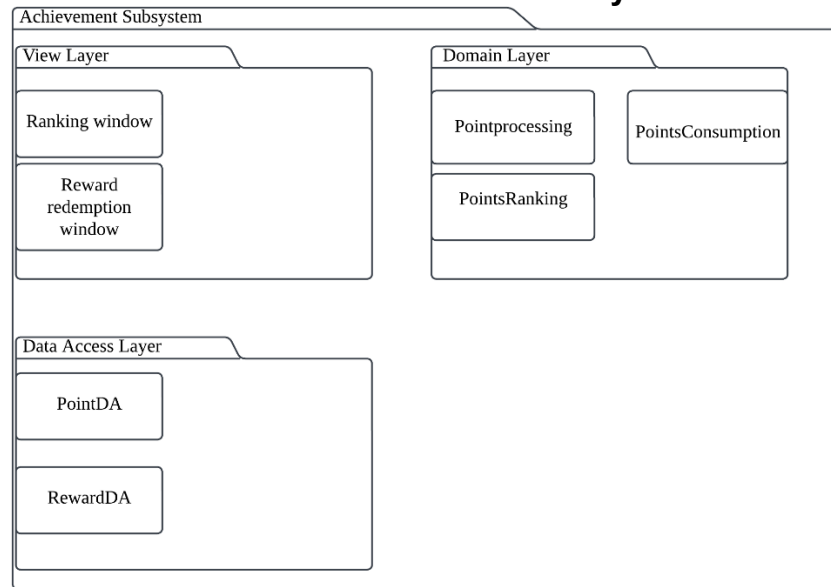 Achievement Subsystem
View Layer
Ranking window
Reward
redemption
window
Domain Layer
Pointprocessing
PointsConsumption
PointsRanking
Data Access Layer
PointDA
RewardDA